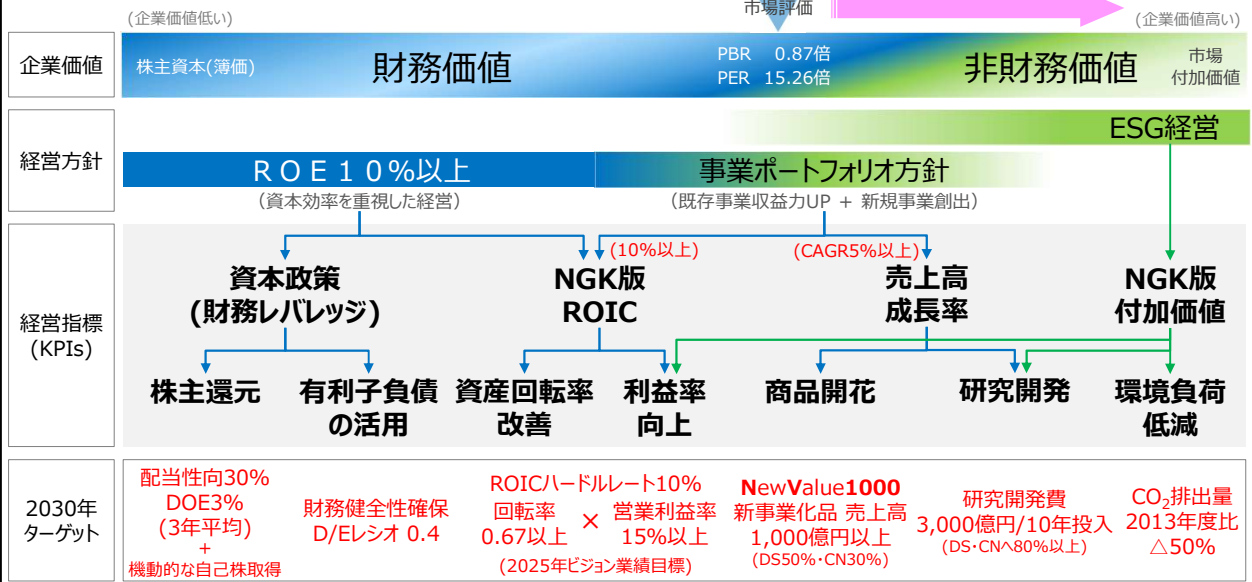 市場評価
(企業価値低い)
(企業価値高い)
企業価値
株主資本(簿価)
財務価値
PBR 0.87倍
PER 15.26倍
非財務価値
市場
付加価値
経営方針
ESG経営
ROE10%以上
(資本効率を重視した経営)
事業ポートフォリオ方針
(既存事業収益力UP + 新規事業創出)
経営指標
(KPIs)
(10%以上)
(CAGR5%以上)
資本政策
(財務レバレッジ)
NGK版
ROIC
売上高
成長率
NGK版
付加価値
株主還元
有利子負債
の活用
資産回転率
改善
利益率
向上
商品開花
研究開発
環境負荷
低減
2030年
ターゲット
配当性向30%
DOE3%
(3年平均)
+
機動的な自己株取得
財務健全性確保
D/Eレシオ 0.4
ROICハードルレート10%
回転率
0.67以上
×
営業利益率
15%以上
(2025年ビジョン業績目標)
NewValue1000
新事業化品 売上高
1,000億円以上
(DS50%・CN30%)
研究開発費
3,000億円/10年投入
(DS・CNへ80%以上)
CO₂排出量
2013年度比
△50%